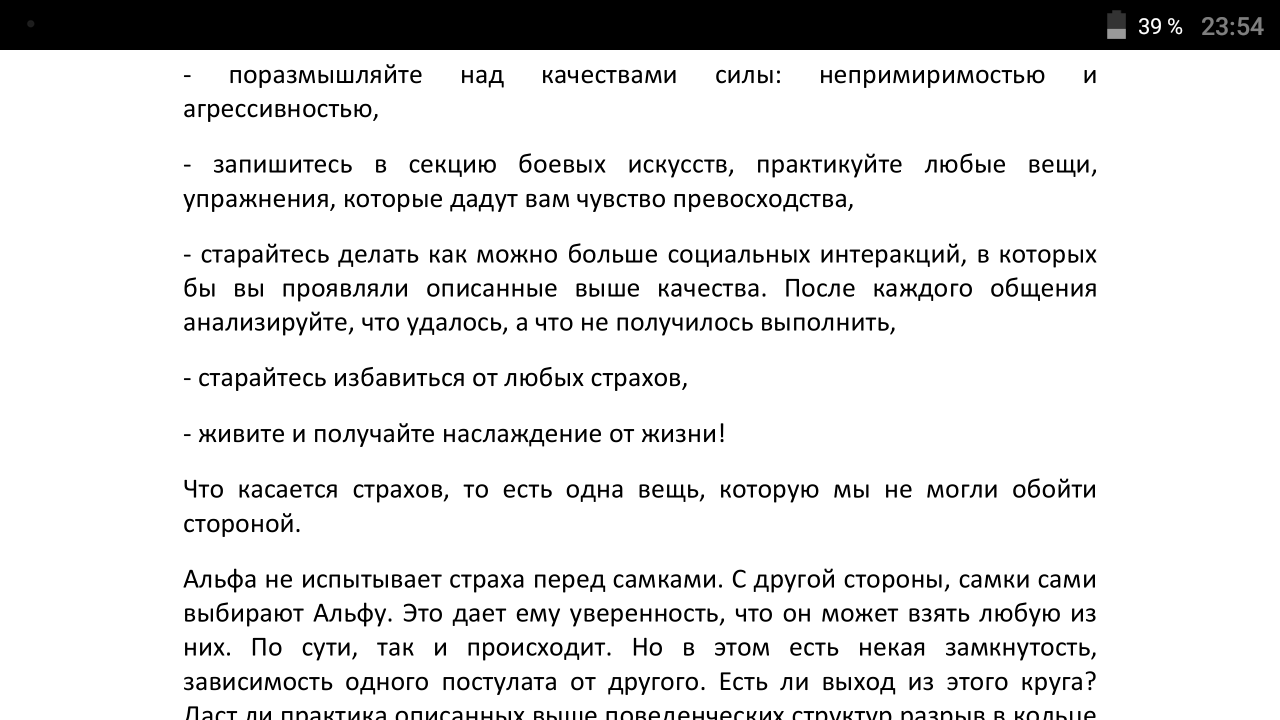 39 % 23:54
- поразмышляйте над качествами силы: непримиримостью и
агрессивностью,
- запишитесь в секцию боевых искусств, практикуйте любые вещи,
упражнения, которые дадут вам чувство превосходства,
- старайтесь делать как можно больше социальных интеракций, в которых
бы вы проявляли описанные выше качества. После каждого общения
анализируйте, что удалось, а что не получилось выполнить,
- старайтесь избавиться от любых страхов,
- живите и получайте наслаждение от жизни!
Что касается страхов, то есть одна вещь, которую мы не могли обойти
стороной.
Альфа не испытывает страха перед самками. С другой стороны, самки сами
выбирают Альфу. Это дает ему уверенность, что он может взять любую из
них. По сути, так и происходит. Но в этом есть некая замкнутость,
зависимость одного постулата от другого. Есть ли выход из этого круга?
Даст ли практика описанных выше поведенческих структур разрыв в кольце